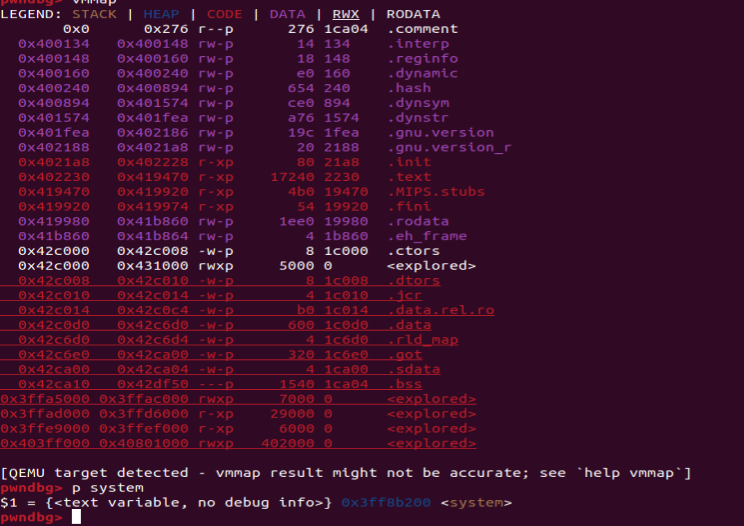 pwndbg> vmmap
LEGEND: STACK | HEAP | CODE | DATA | RWX | RODATA
0x0 0x276 r--p 276 1ca04 .comment
0x400134 0x400148 rw-p 14 134 .interp
0x400148 0x400160 rw-p 18 148 .reginfo
0x400160 0x400240 rw-p e0 160 .dynamic
0x400240 0x400894 rw-p 654 240 .hash
0x400894 0x401574 rw-p ce0 894 .dynsym
0x401574 0x401fea rw-p a76 1574 .dynstr
0x401fea 0x402186 rw-p 19c 1fea .gnu.version
0x402188 0x4021a8 rw-p 20 2188 .gnu.version_r
0x4021a8 0x402228 r-xp 80 21a8 .init
0x402230 0x419470 r-xp 17240 2230 .text
0x419470 0x419920 r-xp 4b0 19470 .MIPS.stubs
0x419920 0x419974 r-xp 54 19920 .fini
0x419980 0x41b860 rw-p 1ee0 19980 .rodata
0x41b860 0x41b864 rw-p 4 1b860 .eh_frame
0x42c000 0x42c008 -w-p 8 1c000 .ctors
0x42c000 0x431000 rwxp 5000 0 <explored>
0x42c008 0x42c010 -w-p 8 1c008 .dtors
0x42c010 0x42c014 -w-p 4 1c010 .jcr
0x42c014 0x42c0c4 -w-p b0 1c014 .data.rel.ro
0x42c0d0 0x42c6d0 -w-p 600 1c0d0 .data
0x42c6d0 0x42c6d4 -w-p 4 1c6d0 .rld_map
0x42c6e0 0x42ca00 -w-p 320 1c6e0 .got
0x42ca00 0x42ca04 -w-p 4 1ca00 .sdata
0x42ca10 0x42df50 ---p 1540 1ca04 .bss
0x3ffa5000 0x3ffac000 rwxp 7000 0 <explored>
0x3ffad000 0x3ffd6000 r-xp 29000 0 <explored>
0x3ffe9000 0x3ffef000 r-xp 6000 0 <explored>
0x403ff000 0x40801000 rwxp 402000 0 <explored>
[QEMU target detected - vmmap result might not be accurate; see `help vmmap`]
pwndbg> p system
$1 = {<text variable, no debug info>} 0x3ff8b200 <system>
pwndbg>